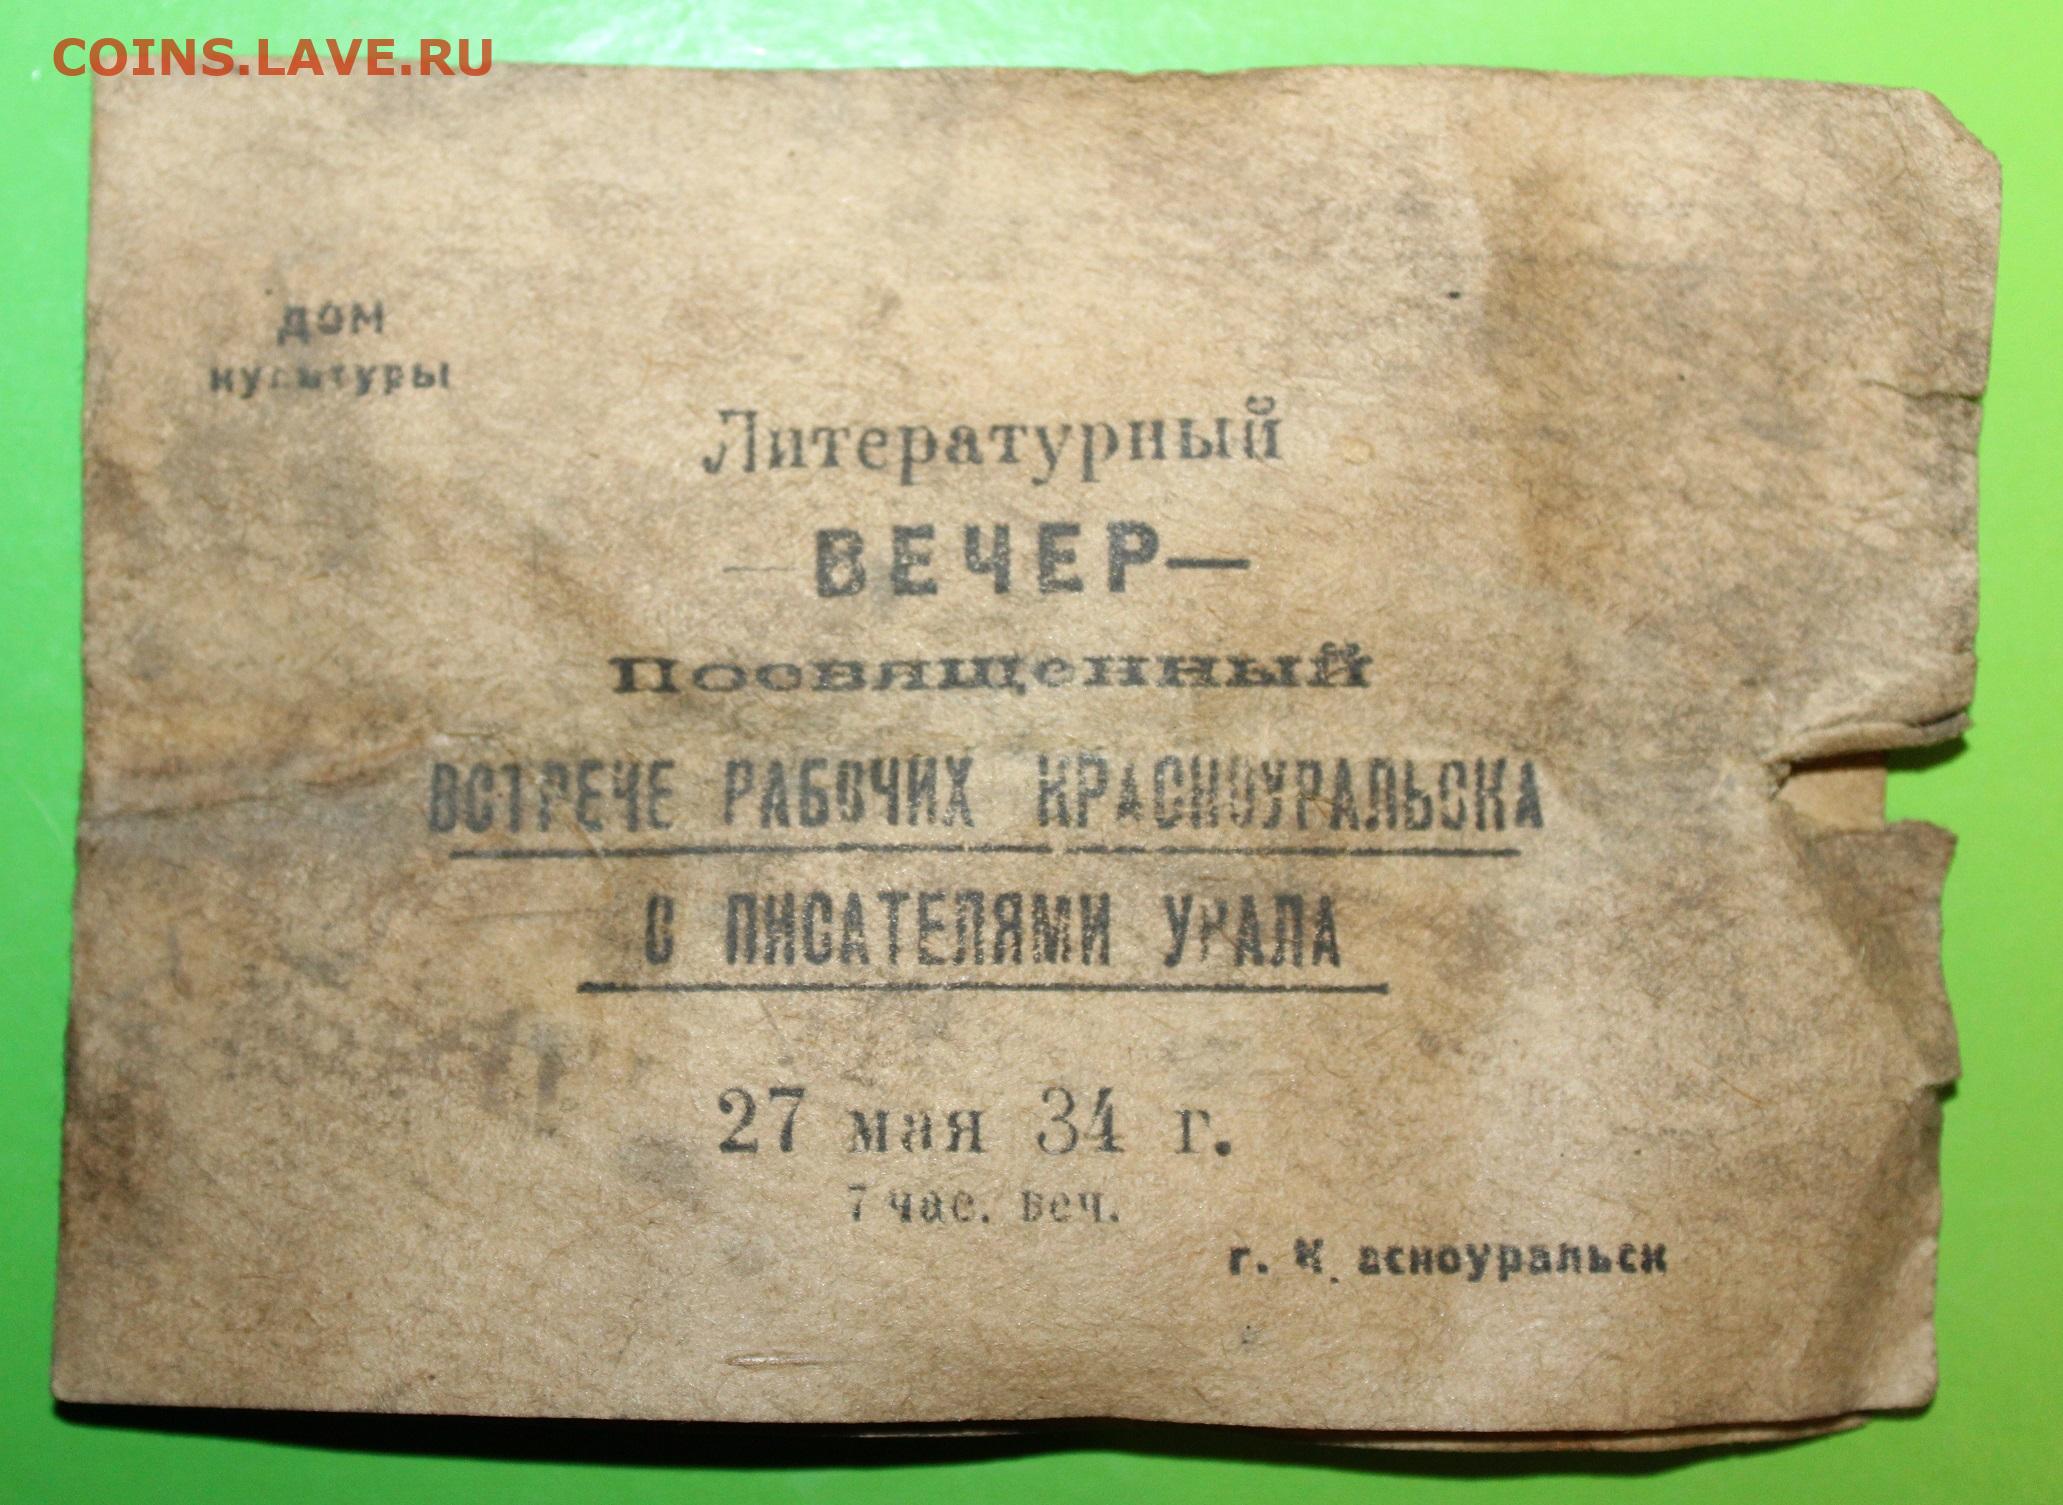 COINS.LAVE.RU
ДОМ
культуры
Литературный
—ВЕЧЕР—
Посвященный
ВСТРЕЧЕ РАБОЧИХ КРАСНОУРАЛЬСКА
С ПИСАТЕЛЯМИ УРАЛА
27 мая 34 г.
7 час. веч.
г. Красноуральск